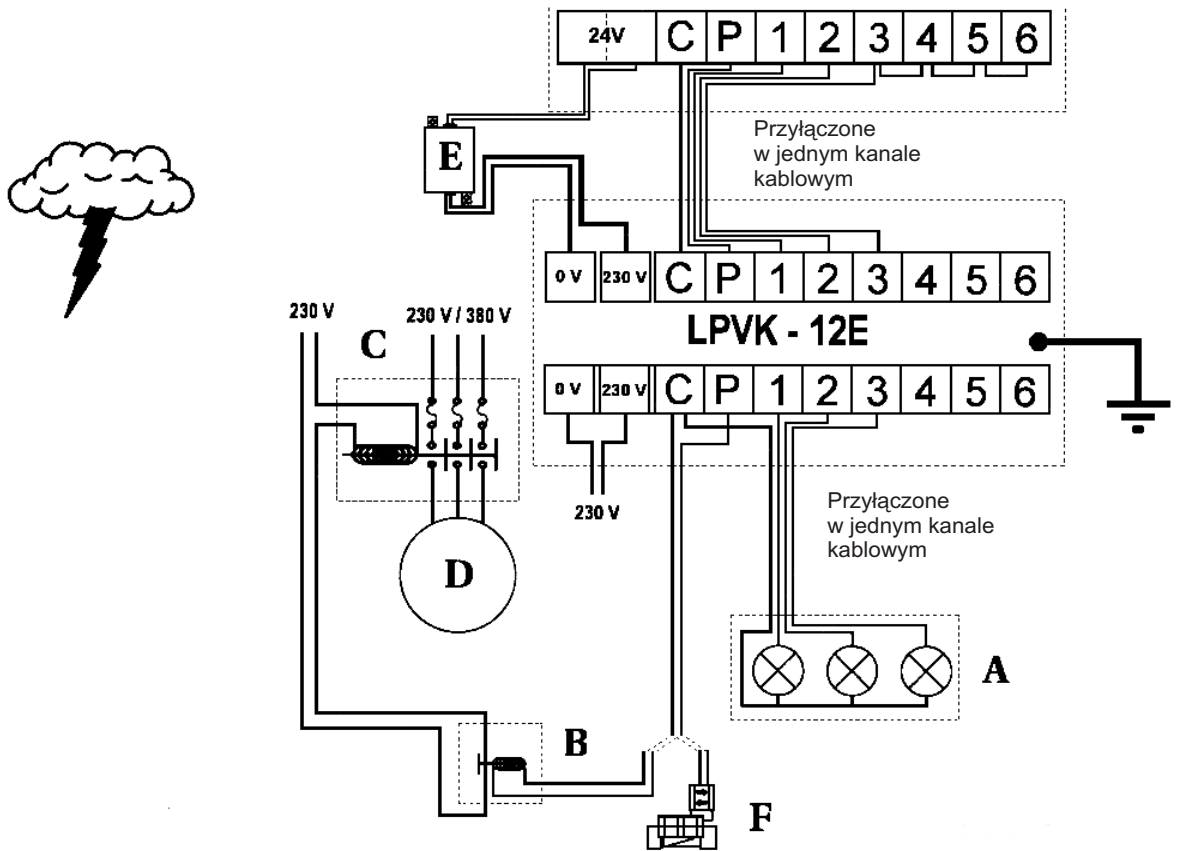 24V C P 1 2 3 4 5 6
Przyłączone
w jednym kanale
kablowym
E
0 V 230 V C P 1 2 3 4 5 6
LPVK - 12E
230 V
230 V / 380 V
C
0 V 230 V C P 1 2 3 4 5 6
230 V
Przyłączone
w jednym kanale
kablowym
D
A
B
F